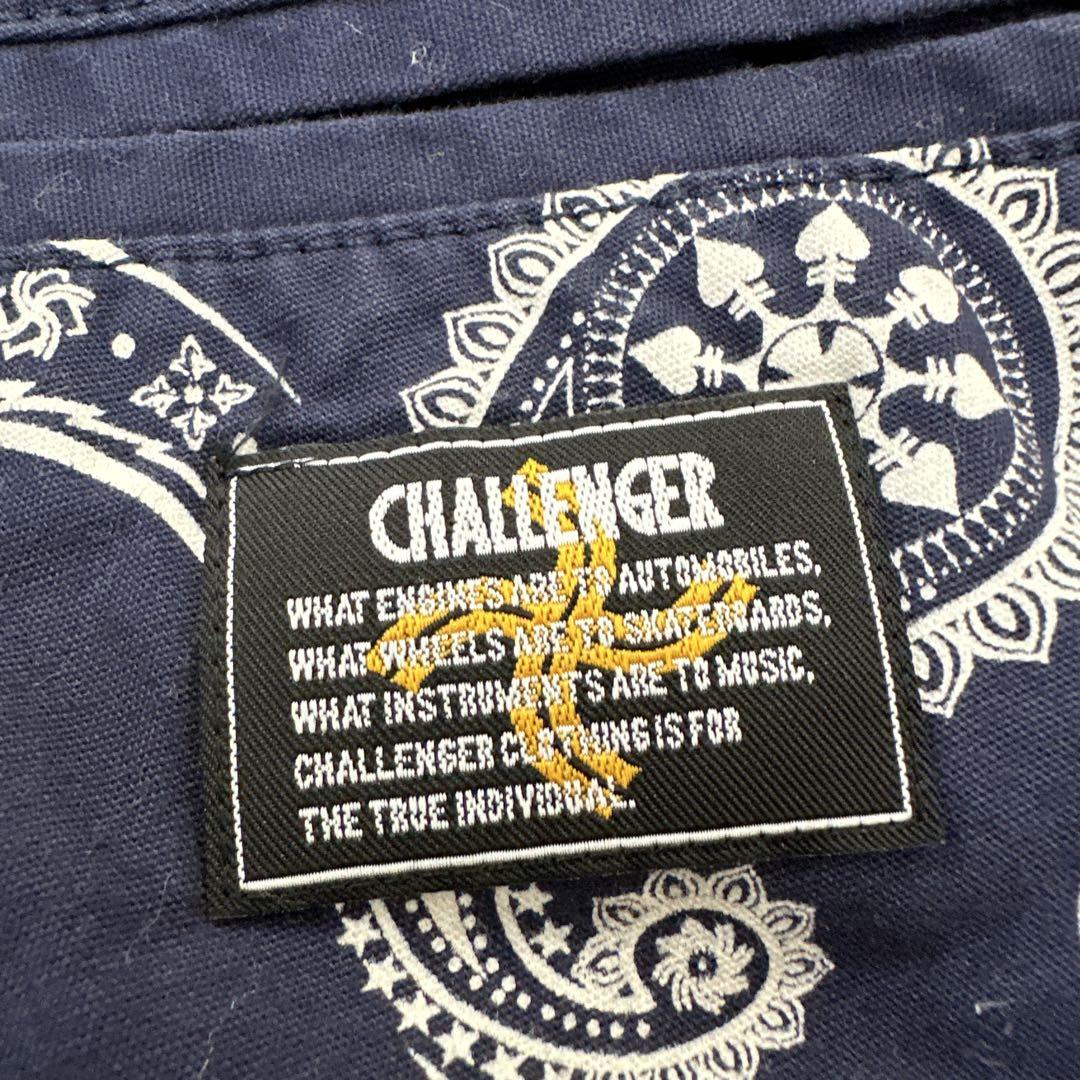 CHALLENGER
WHAT ENGINES ARE TO AUTOMOBILES,
WHAT WHEELS ARE TO SKATEBOARDS,
WHAT INSTRUMENTS ARE TO MUSIC,
CHALLENGER CLOTHING IS FOR
THE TRUE INDIVIDUAL.